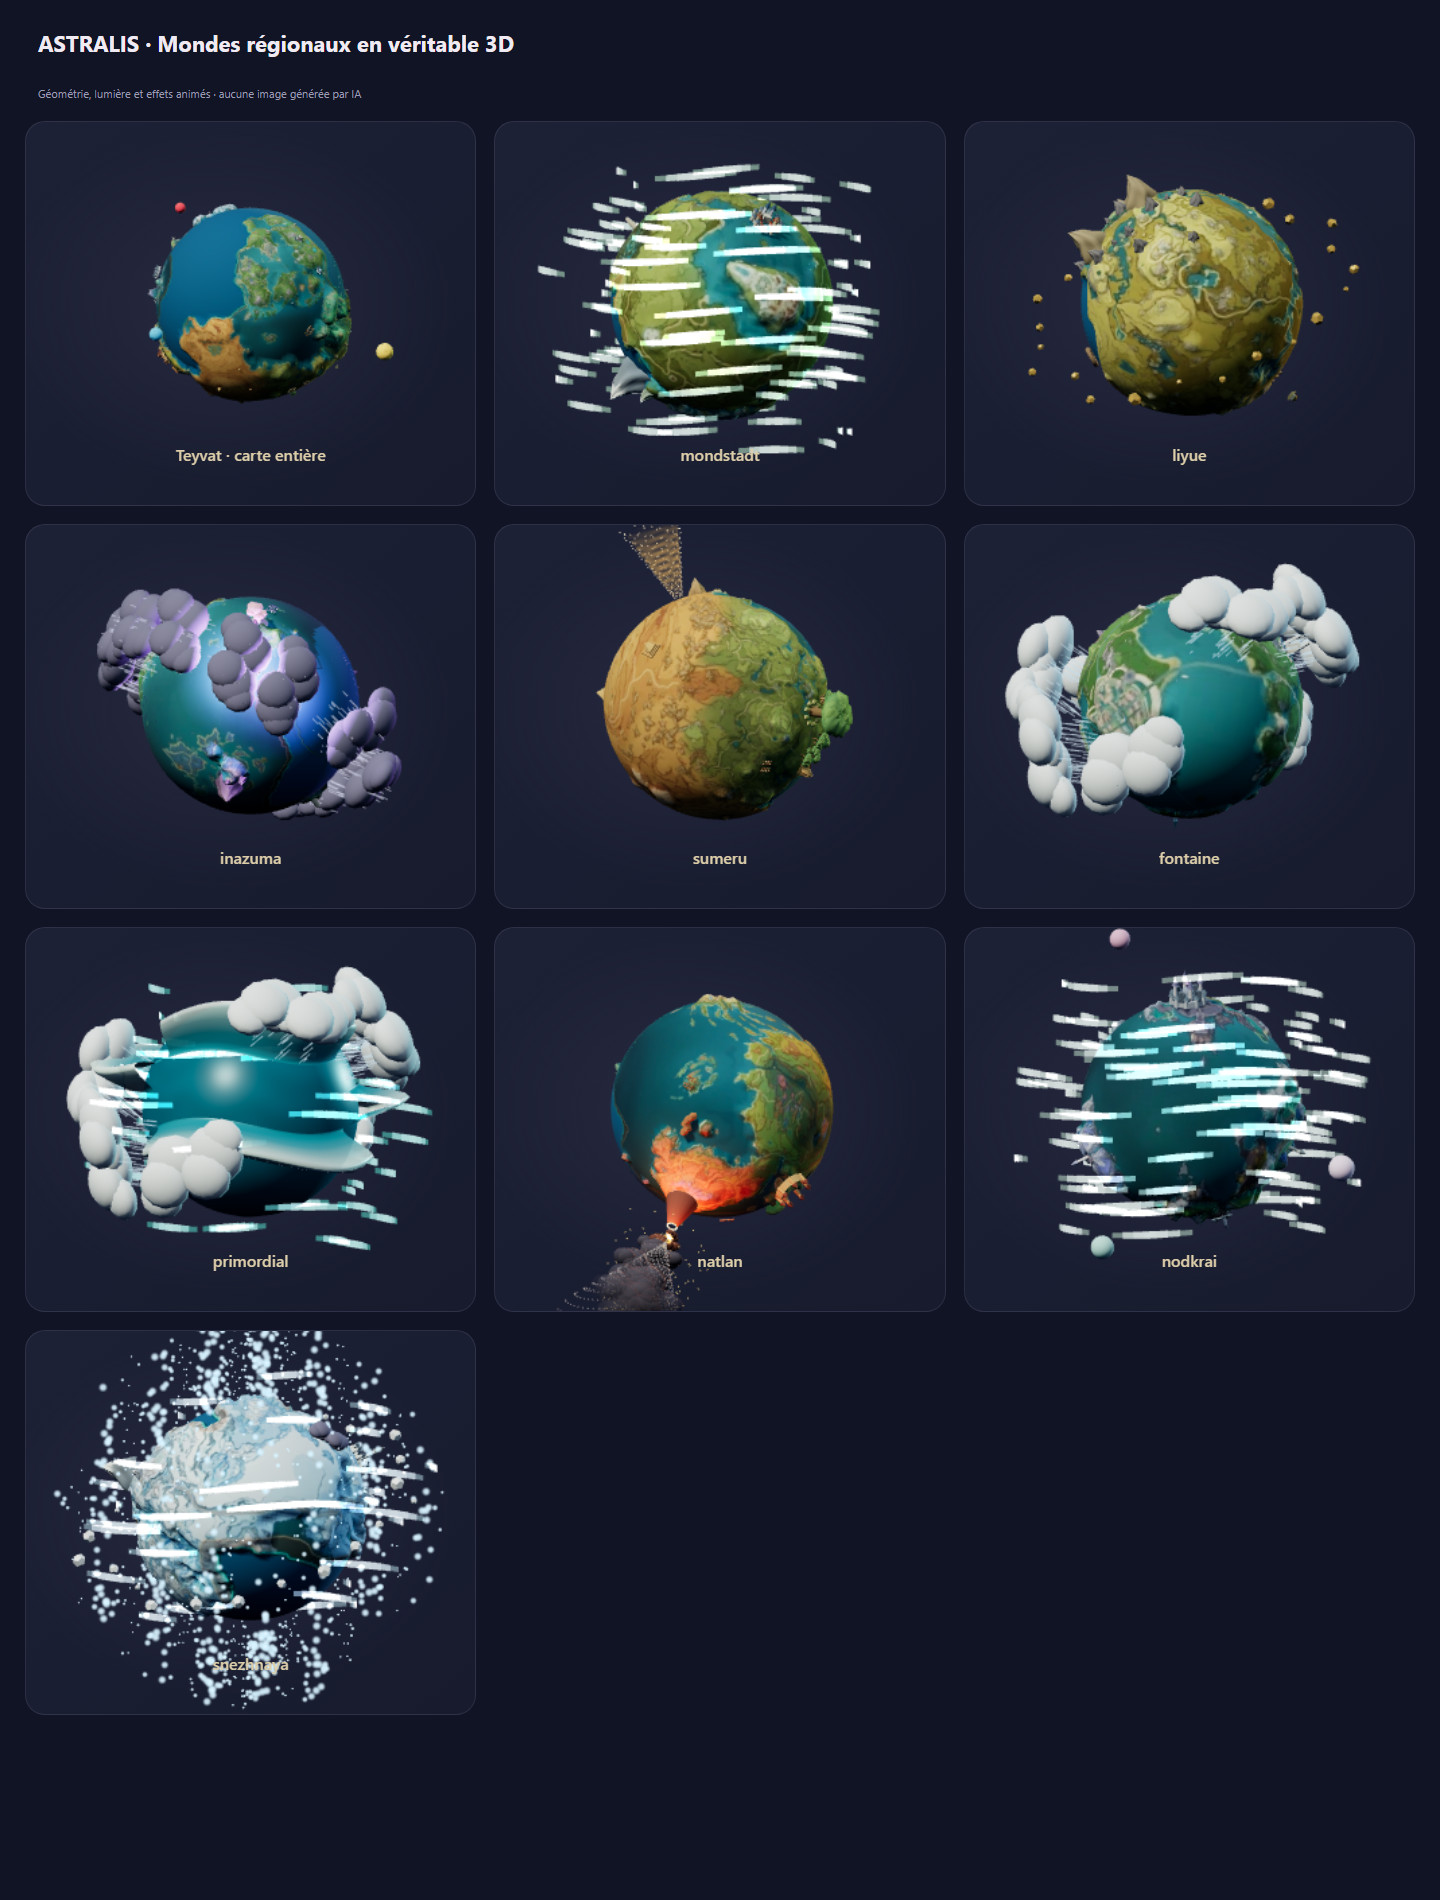 ASTRALIS · Mondes régionaux en véritable 3D
Géométrie, lumière et effets animés · aucune image générée par IA
Teyvat · carte entière
mondstadt
liyue
inazuma
sumeru
fontaine
primordial
natlan
nodkrai
snezhnaya